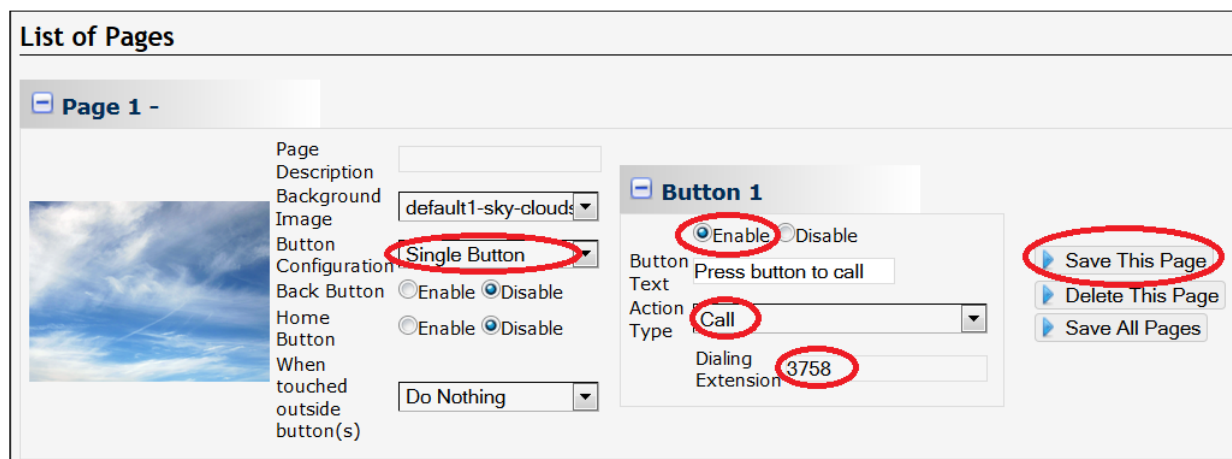 List of Pages
Page 1 -
Page
Description
Background
Image
default1-sky-clouds
Button
Configuration
Single Button
Back Button
Enable Disable
Home
Button
Enable Disable
When
touched
outside
button(s)
Do Nothing
Button 1
Enable Disable
Button
Text
Press button to call
Action
Type
Call
Dialing
Extension
3758
Save This Page
Delete This Page
Save All Pages